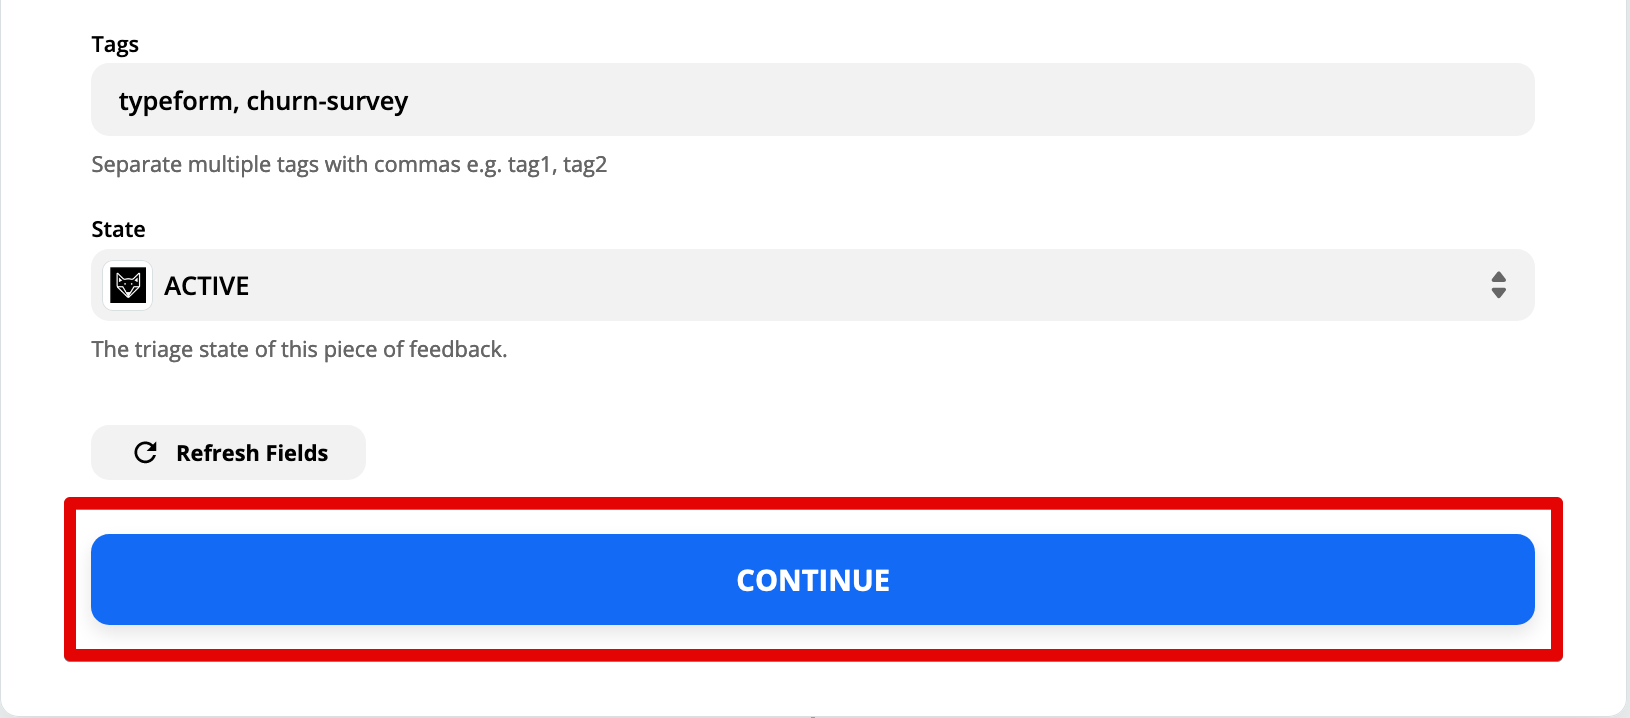 Tags
typeform, churn-survey
Separate multiple tags with commas e.g. tag1, tag2
State
ACTIVE
The triage state of this piece of feedback.
Refresh Fields
CONTINUE